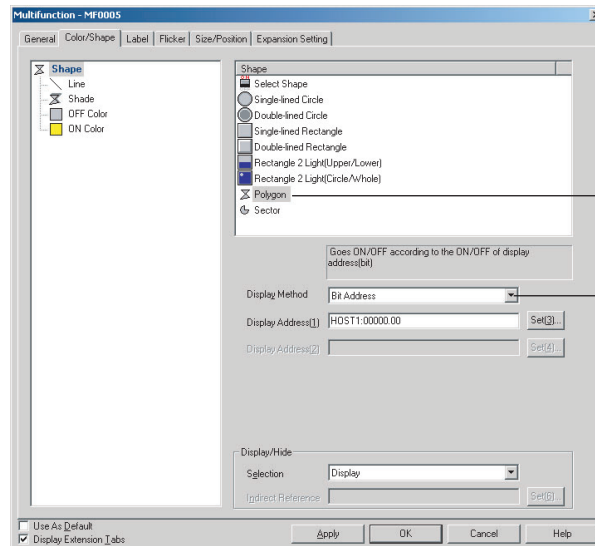 Multifunction - MF0005
General Color/Shape Label Flicker Size/Position Expansion Setting
Shape
Line
Shade
OFF Color
ON Color
Shape
Select Shape
Single-lined Circle
Double-lined Circle
Single-lined Rectangle
Double-lined Rectangle
Rectangle 2 Light(Upper/Lower)
Rectangle 2 Light(Circle/Whole)
Polygon
Sector
Goes ON/OFF according to the ON/OFF of display
address(bit)
Display Method Bit Address
Display Address(1) HOST1:00000.00 Set(3)...
Display Address(2) Set(4)...
Display/Hide
Selection Display
Indirect Reference Set(6)...
Use As Default
Display Extension Tabs
Apply OK Cancel Help